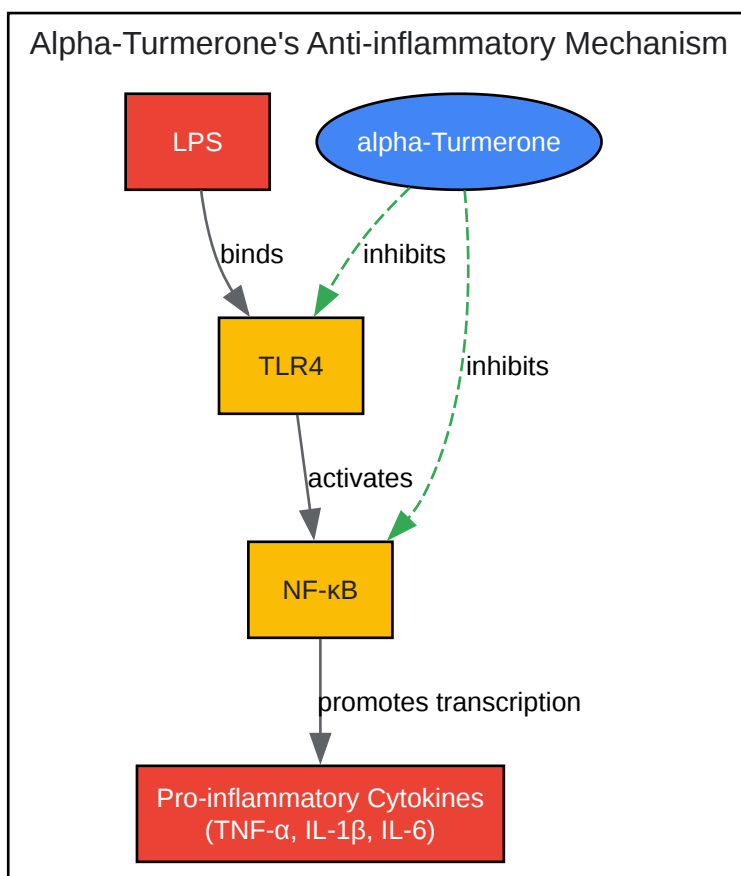 Alpha-Turmerone's Anti-inflammatory Mechanism
LPS
alpha-Turmerone
binds
inhibits
TLR4
inhibits
activates
NF-κB
promotes transcription
Pro-inflammatory Cytokines
(TNF-α, IL-1β, IL-6)